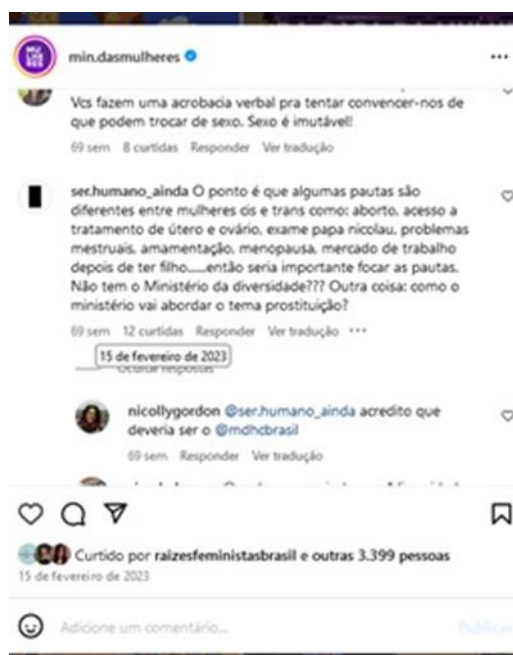 MU
LHE
RES
min.dasmulheres
Vcs fazem uma acrobacia verbal pra tentar convencer-nos de
que podem trocar de sexo. Sexo é imutável!
69 sem 8 curtidas Responder Ver tradução
ser.humano_ainda O ponto é que algumas pautas são
diferentes entre mulheres cis e trans como: aborto, acesso a
tratamento de útero e ovário, exame papa nicolau, problemas
mestruais, amamentação, menopausa, mercado de trabalho
depois de ter filho.....então seria importante focar as pautas.
Não tem o Ministério da diversidade??? Outra coisa: como o
ministério vai abordar o tema prostituição?
69 sem 12 curtidas Responder Ver tradução
15 de fevereiro de 2023
Ocultar respostas
nicollygordon @ser.humano_ainda acredito que
deveria ser o @mdhcbrasil
69 sem Responder Ver tradução
Curtido por raizesfeministasbrasil e outras 3.399 pessoas
15 de fevereiro de 2023
Adicione um comentário...
Publicar